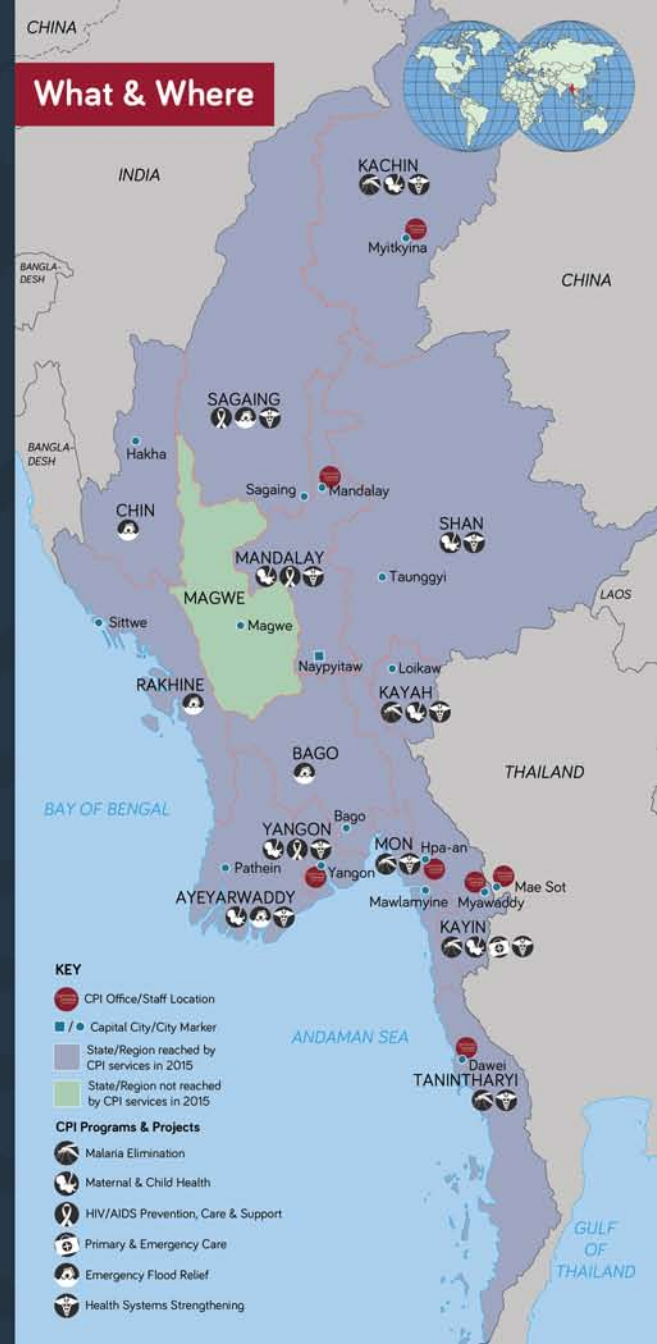 CHINA
What & Where
INDIA
KACHIN
Myitkyina
BANGLA-
DESH
CHINA
SAGAING
Hakha
BANGLA-
DESH
Sagaing
Mandalay
CHIN
SHAN
MANDALAY
Taunggyi
MAGWE
LAOS
Sittwe
Magwe
Naypyitaw
Loikaw
RAKHINE
KAYAH
BAGO
THAILAND
BAY OF BENGAL
Bago
YANGON
MON
Hpa-an
Pathein
Yangon
Mae Sot
AYEYARWADDY
Mawlamyine
Myawaddy
KAYIN
KEY
CPI Office/Staff Location
/ Capital City/City Marker
ANDAMAN SEA
State/Region reached by
CPI services in 2015
Dawei
TANINTHARYI
State/Region not reached
by CPI services in 2015
CPI Programs & Projects
Malaria Elimination
Maternal & Child Health
HIV/AIDS Prevention, Care & Support
Primary & Emergency Care
Emergency Flood Relief
Health Systems Strengthening
GULF
OF
THAILAND